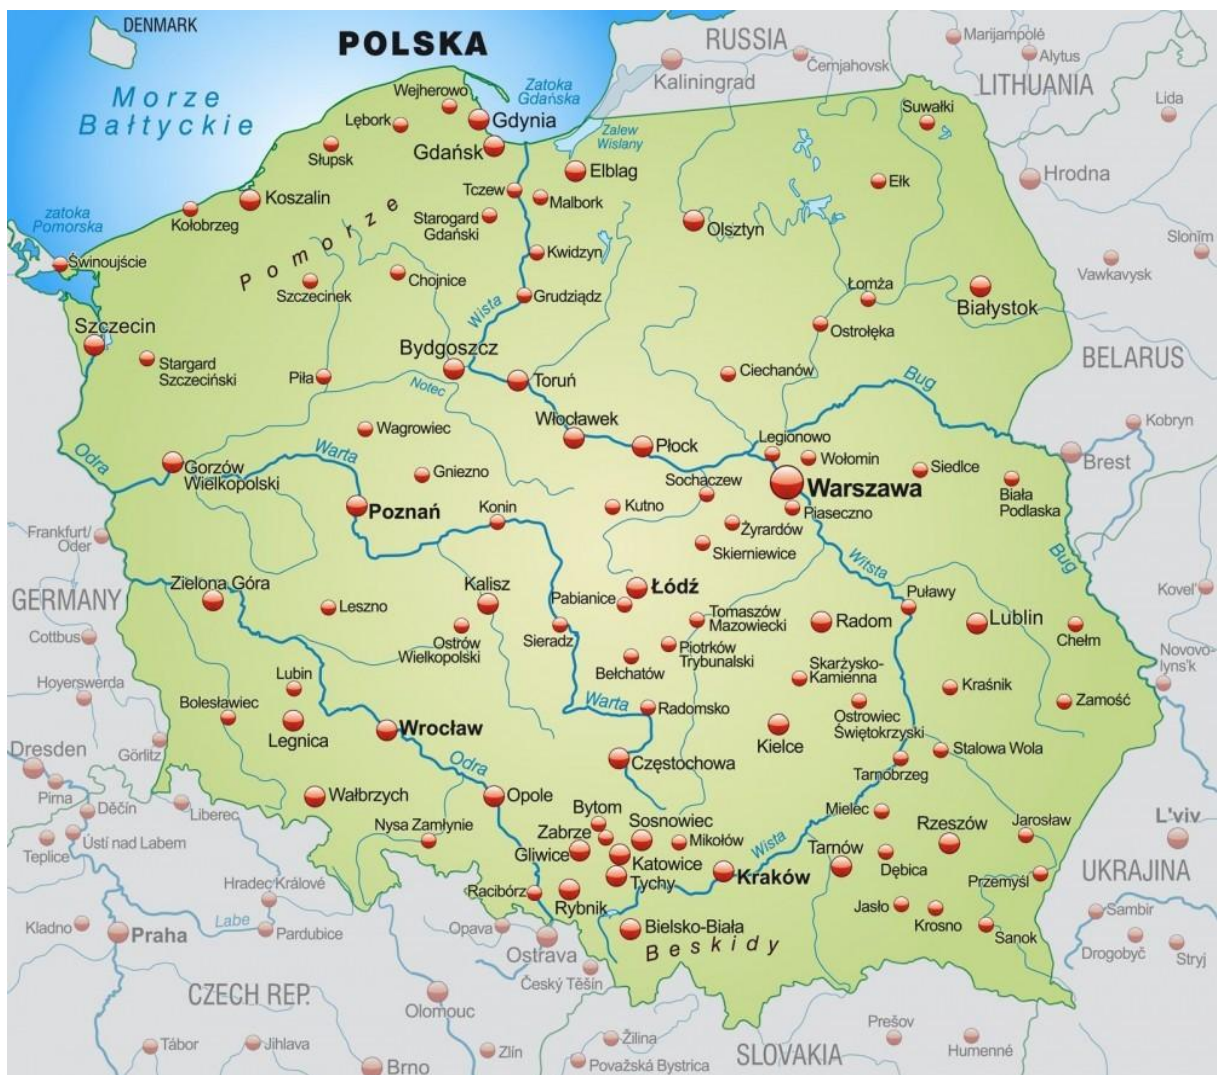 DENMARK
POLSKA
RUSSIA
Marijampolé
Alytus
Černjahovsk
Kaliningrad
LITHUANIA
Morze
Bałtyckie
Zatoka
Gdańska
Wejherowo
Gdynia
Lębork
Suwałki
Lida
Zalew
Wislany
Słupsk
Gdańsk
Elblag
Ełk
Hrodna
Koszalin
Tczew
Malbork
zatoka
Pomorska
Kołobrzeg
Pomorze
Starogard
Gdański
Olsztyn
Slonîm
Świnoujście
Kwidzyn
Vawkavysk
Szczecinek
Chojnice
Grudziądz
Łomża
Białystok
Wista
Szczecin
Ostrołęka
Bydgoszcz
BELARUS
Stargard
Szczeciński
Piła
Notec
Toruń
Ciechanów
Bug
Włocławek
Kobryn
Wagrowiec
Płock
Legionowo
Odra
Warta
Gorzów
Wielkopolski
Gniezno
Wołomin
Siedlce
Brest
Sochaczew
Warszawa
Biała
Podlaska
Poznań
Konin
Kutno
Piaseczno
Żyrardów
Frankfurt/
Oder
Skierniewice
Bug
Witsta
Zielona Góra
Kalisz
Łódź
Puławy
Kovel'
GERMANY
Leszno
Pabianice
Tomaszów
Mazowiecki
Radom
Lublin
Chełm
Cottbus
Ostrów
Wielkopolski
Sieradz
Piotrków
Trybunalski
Novovo-
lyns'k
Bełchatów
Skarżysko-
Kamienna
Hoyerswerda
Lubin
Kraśnik
Bolesławiec
Warta
Radomsko
Zamość
Legnica
Wrocław
Kielce
Ostrowiec
Świętokrzyski
Görlitz
Dresden
Odra
Częstochowa
Stalowa Wola
Tarnobrzeg
Pirna
Wałbrzych
Opole
Děčín
Liberec
Bytom
Mielec
Sosnowiec
Rzeszów
Jarosław
L'viv
Nysa Zamłynie
Zabrze
Mikołów
Wista
Tarnów
Ústí nad Labem
Teplice
Gliwice
Katowice
Dębica
UKRAJINA
Tychy
Kraków
Przemyśl
Hradec Králové
Racibórz
Rybnik
Jasło
Krosno
Sambir
Labe
Kladno
Praha
Pardubice
Opava
Bielsko-Biała
Sanok
Beskidy
Drogobyč
Stryj
Ostrava
Český Těšín
CZECH REP.
Olomouc
Prešov
Žilina
Tábor
Jihlava
Zlín
Humenné
Brno
Považská Bystrica
SLOVAKIA